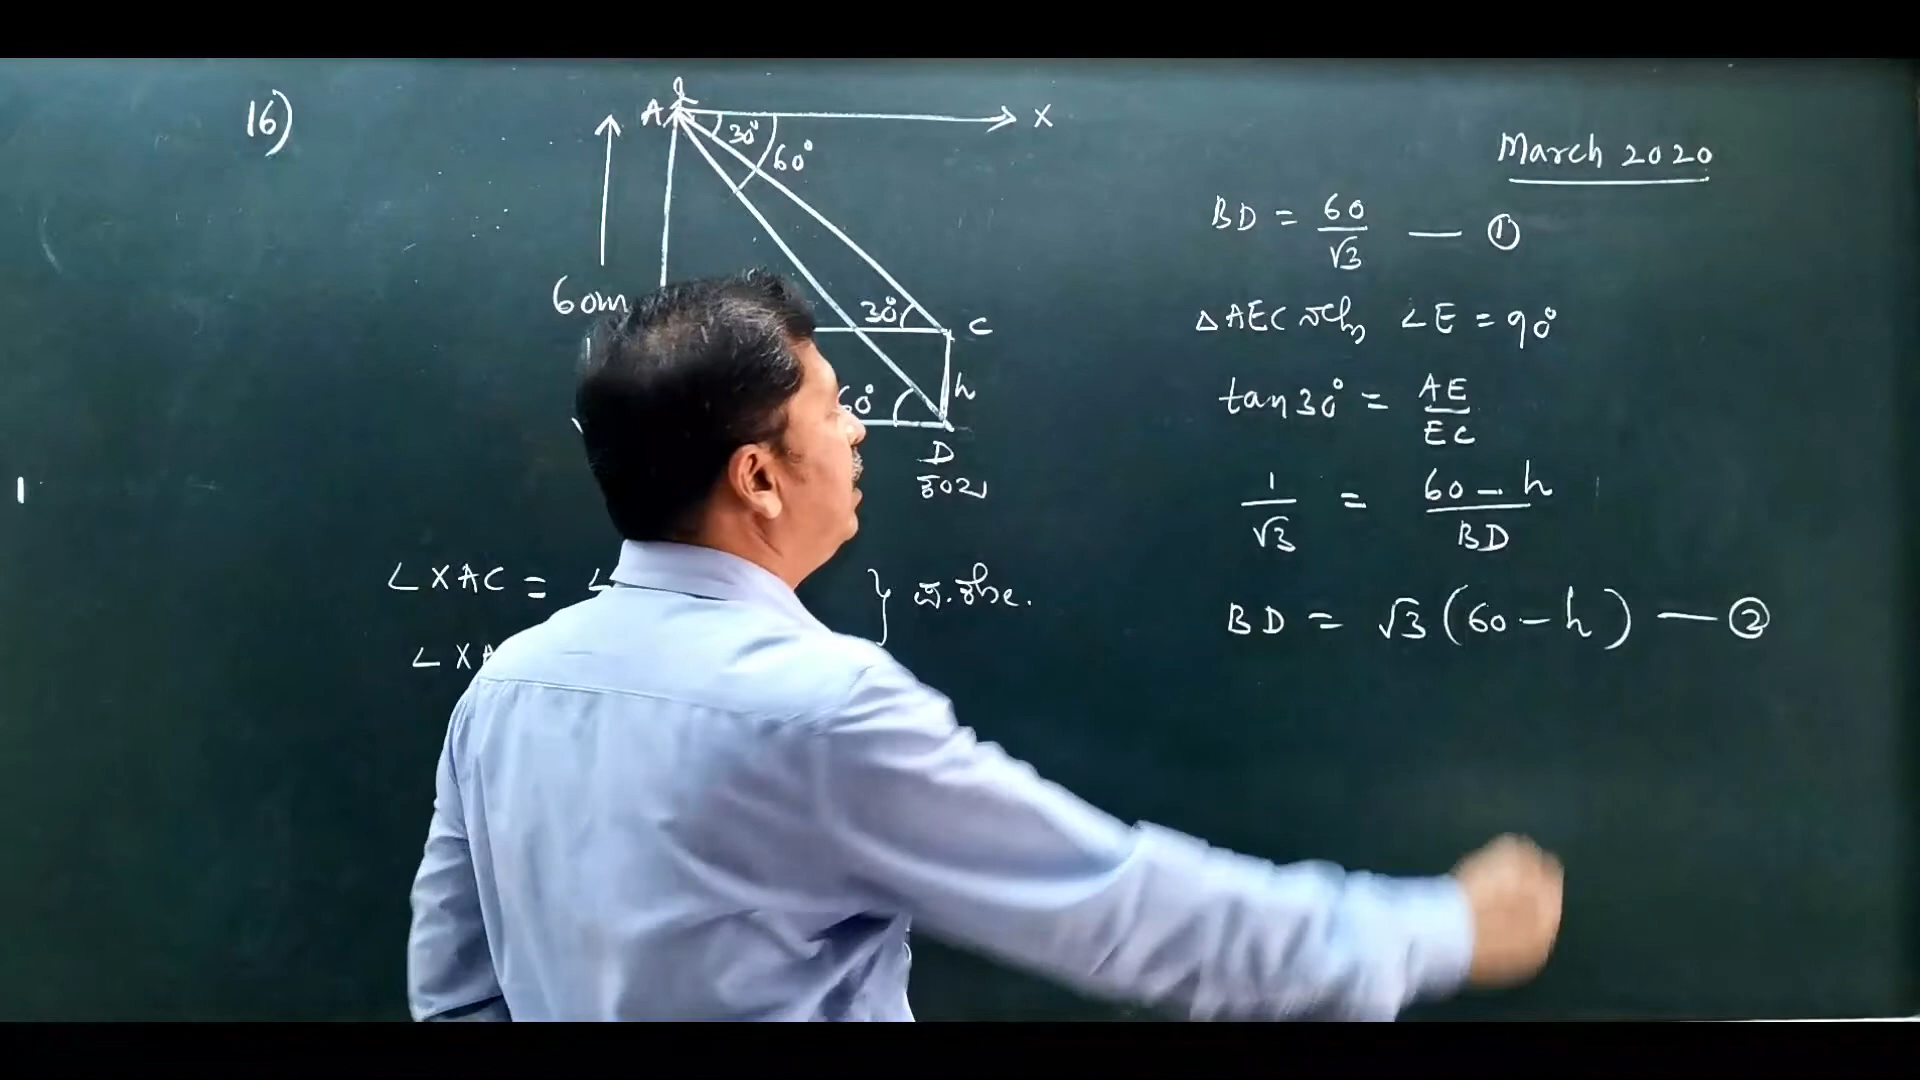 16)
March 2020
A
X
30°
60°
60m
30°
C
h
60°
D
ಕಂಬ
∠XAC = ∠
∠XA
} ಪ.ಕೋ.
BD = 60/√3 — ①
△AEC ನಲ್ಲಿ ∠E = 90°
tan30° = AE/EC
1/√3 = 60-h/BD
BD = √3(60-h) — ②